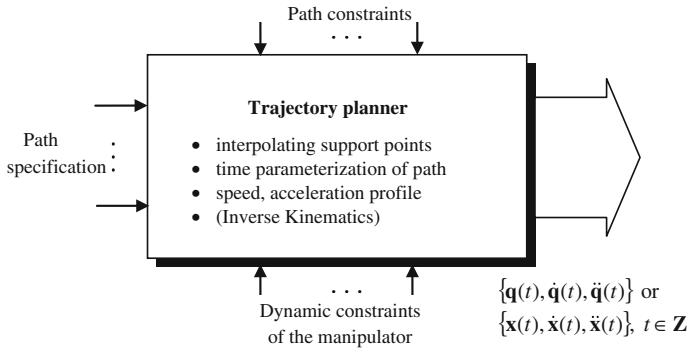 Path constraints
. . .
Trajectory planner
• interpolating support points
• time parameterization of path
• speed, acceleration profile
• (Inverse Kinematics)
Path
specification
. . .
. . .
Dynamic constraints
of the manipulator
{q(t), q̇(t), q̈(t)} or
{x(t), ẋ(t), ẍ(t)}, t ∈ Z